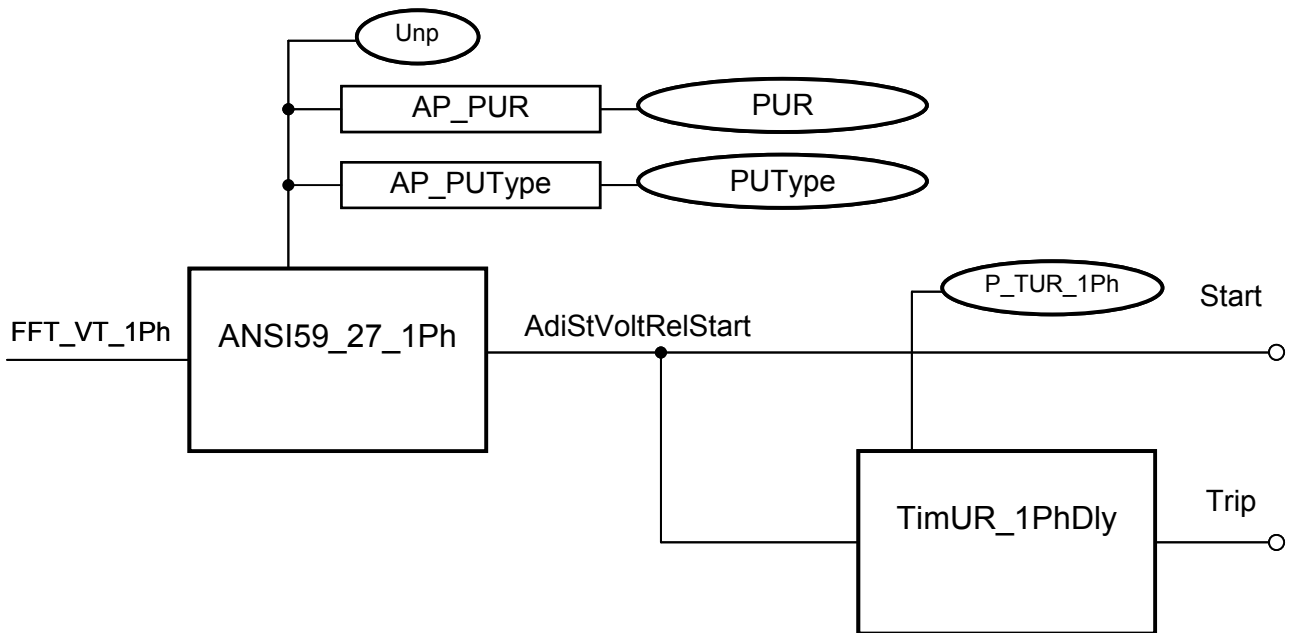 Unp
AP_PUR
PUR
AP_PUType
PUType
P_TUR_1Ph
Start
FFT_VT_1Ph
ANSI59_27_1Ph
AdiStVoltRelStart
Trip
TimUR_1PhDly